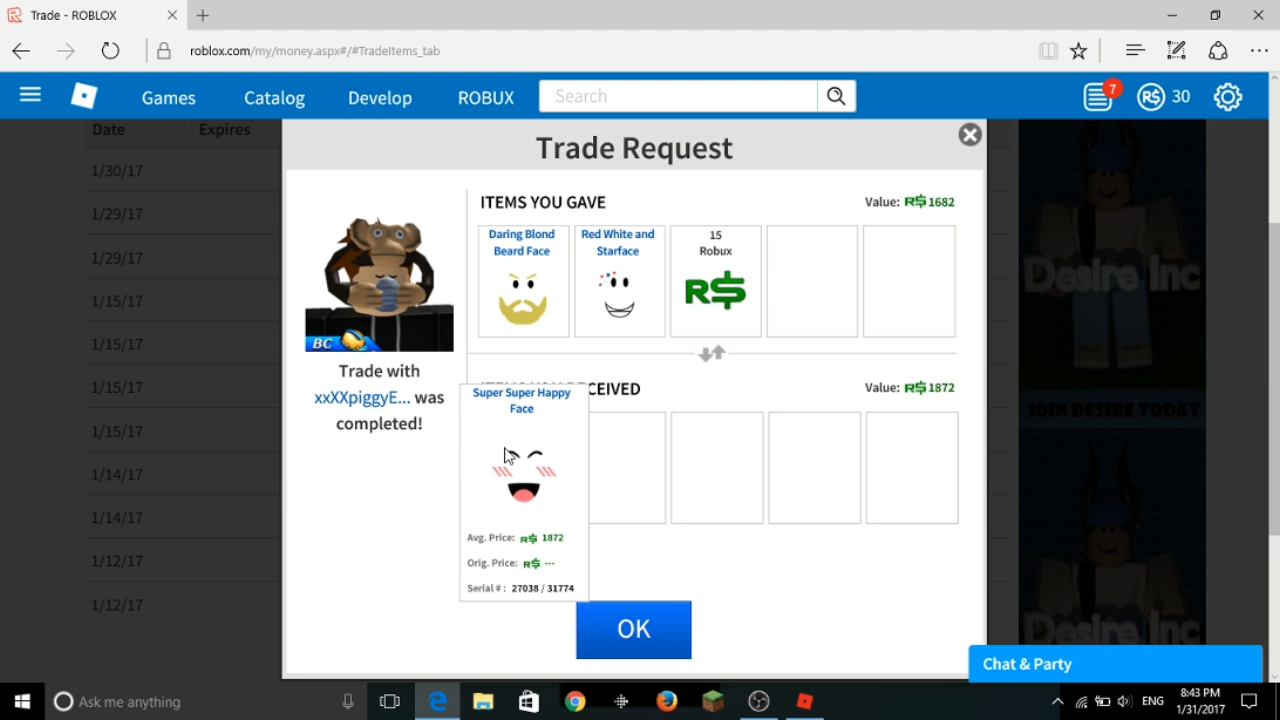 Trade - ROBLOX
roblox.com/my/money.aspx#/#TradeItems_tab
Games Catalog Develop ROBUX Search 7 R$ 30
Date Expires
1/30/17
1/29/17
1/29/17
1/15/17
1/15/17
1/15/17
1/15/17
1/14/17
1/14/17
1/12/17
1/12/17
Trade Request
BC
Trade with
xxXXpiggyE... was
completed!
ITEMS YOU GAVE Value: R$ 1682
Daring Blond
Beard Face
Red White and
Starface
15
Robux
R$
RECEIVED Value: R$ 1872
Super Super Happy
Face
Avg. Price: R$ 1872
Orig. Price: R$ ---
Serial # : 27038 / 31774
OK
Desire Inc
JOIN DESIRE TODAY
Desire Inc
Chat & Party
Ask me anything
ENG
8:43 PM
1/31/2017